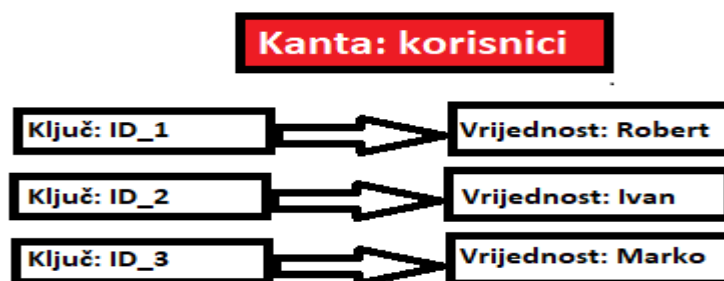 Kanta: korisnici
Ključ: ID_1 Vrijednost: Robert
Ključ: ID_2 Vrijednost: Ivan
Ključ: ID_3 Vrijednost: Marko